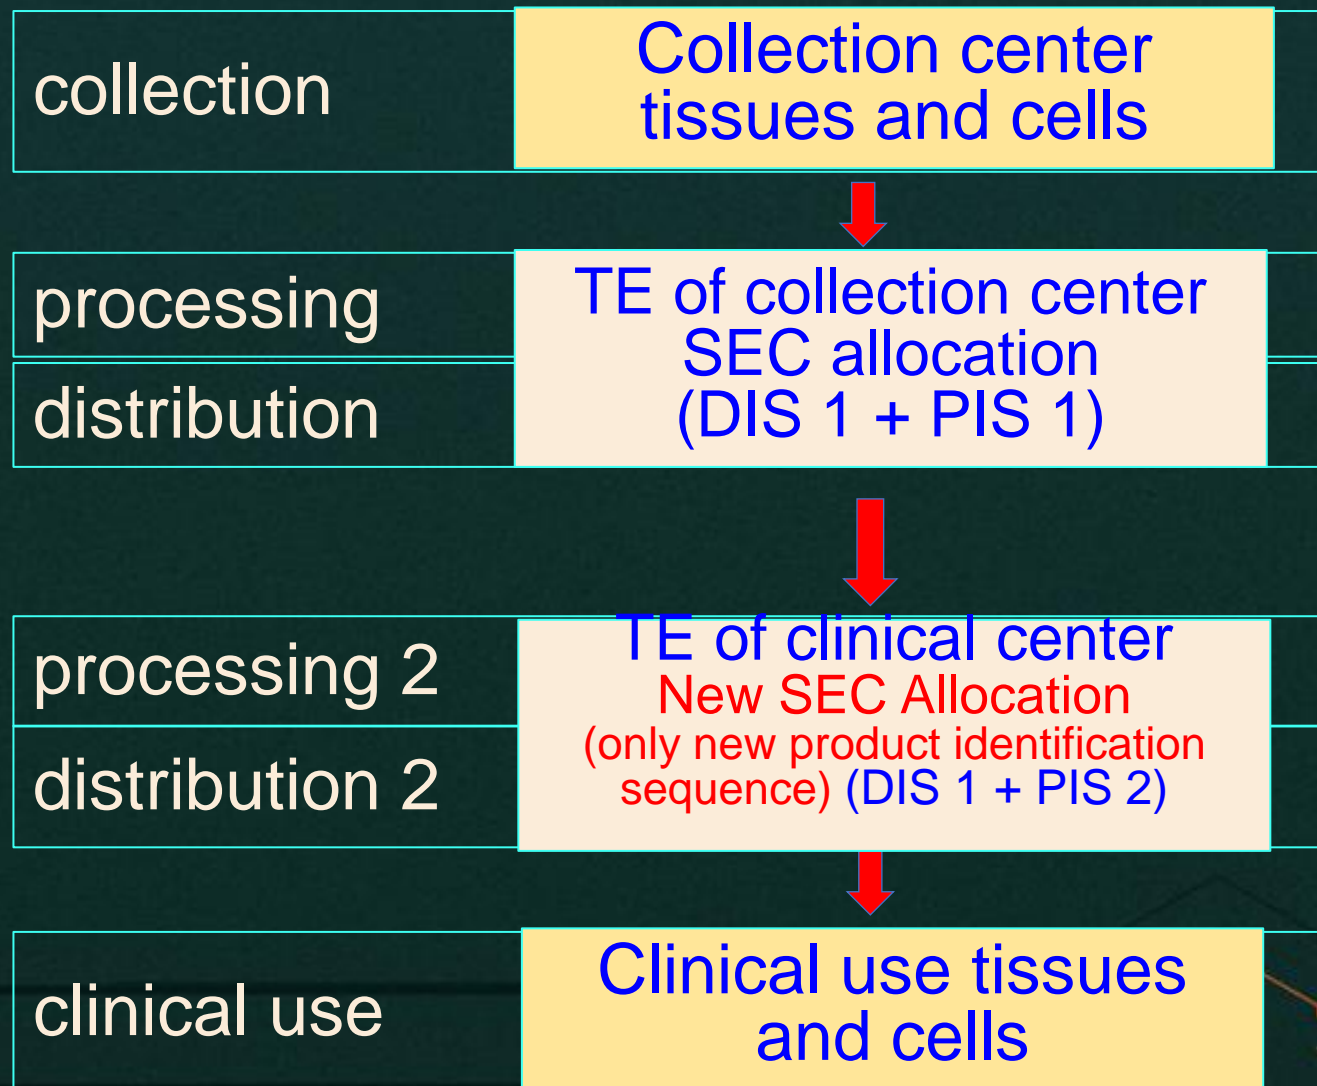 collection
Collection center
tissues and cells
processing
distribution
TE of collection center
SEC allocation
(DIS 1 + PIS 1)
processing 2
distribution 2
TE of clinical center
New SEC Allocation
(only new product identification
sequence) (DIS 1 + PIS 2)
clinical use
Clinical use tissues
and cells